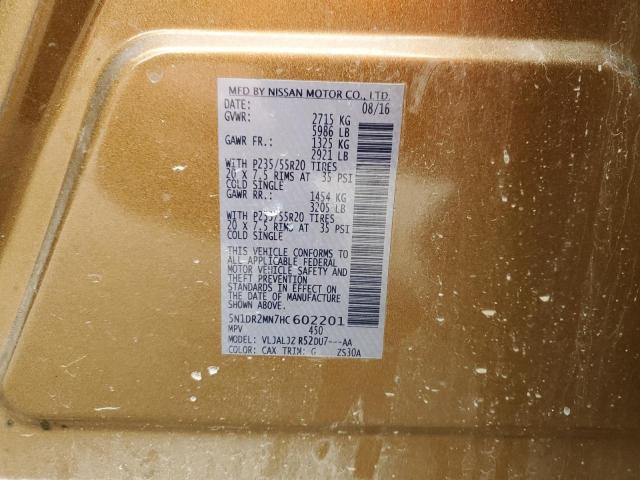 MFD BY NISSAN MOTOR CO., LTD.
DATE: 08/16
GVWR: 2715 KG
5986 LB
GAWR FR.: 1325 KG
2921 LB
WITH P235/55R20 TIRES
20 X 7.5 RIMS AT 35 PSI
COLD SINGLE
GAWR RR.: 1454 KG
3205 LB
WITH P235/55R20 TIRES
20 X 7.5 RIMS AT 35 PSI
COLD SINGLE
THIS VEHICLE CONFORMS TO
ALL APPLICABLE FEDERAL
MOTOR VEHICLE SAFETY AND
THEFT PREVENTION
STANDARDS IN EFFECT ON
THE DATE OF MANUFACTURE
SHOWN ABOVE.
5N1DR2MN7HC602201
MPV 450
MODEL: VLJALJZ R52DU7---AA
COLOR: CAX TRIM: G ZS30A